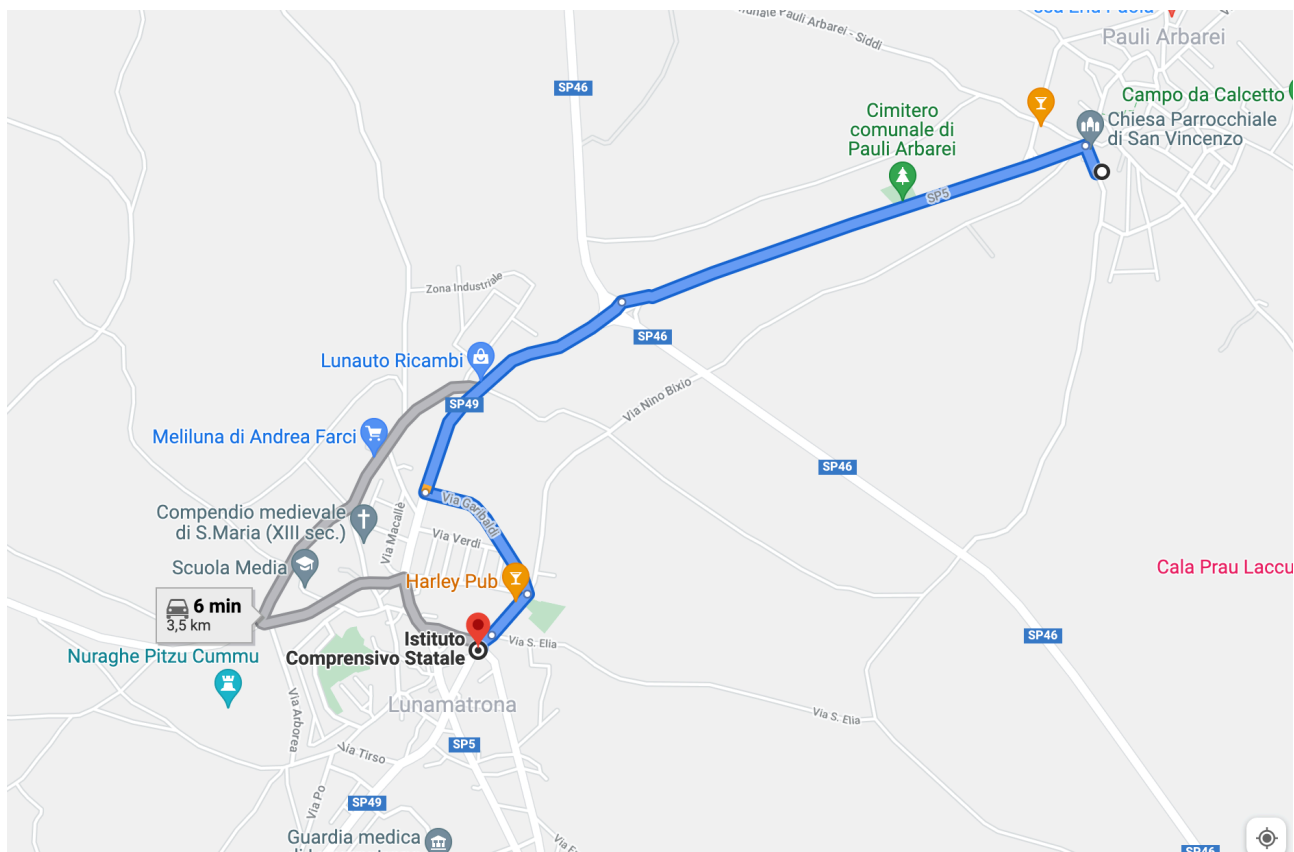 Pauli Arbarei
Pauli Arbarei - Siddi
SP46
Campo da Calcetto
Cimitero
comunale di
Pauli Arbarei
Chiesa Parrocchiale
di San Vincenzo
SP5
Zona Industriale
SP46
Lunauto Ricambi
Via Nino Bixio
SP49
Meliluna di Andrea Farci
SP46
Via Garibaldi
Compendio medievale
di S.Maria (XIII sec.)
Via Macallè
Via Verdi
Scuola Media
Harley Pub
Cala Prau Laccu
6 min
3,5 km
Istituto
Comprensivo Statale
Via S. Elia
SP46
Nuraghe Pitzu Cummu
Via Arborea
Lunamatrona
Via S. Elia
SP5
Via Tirso
Via Po
SP49
Guardia medica
SP46